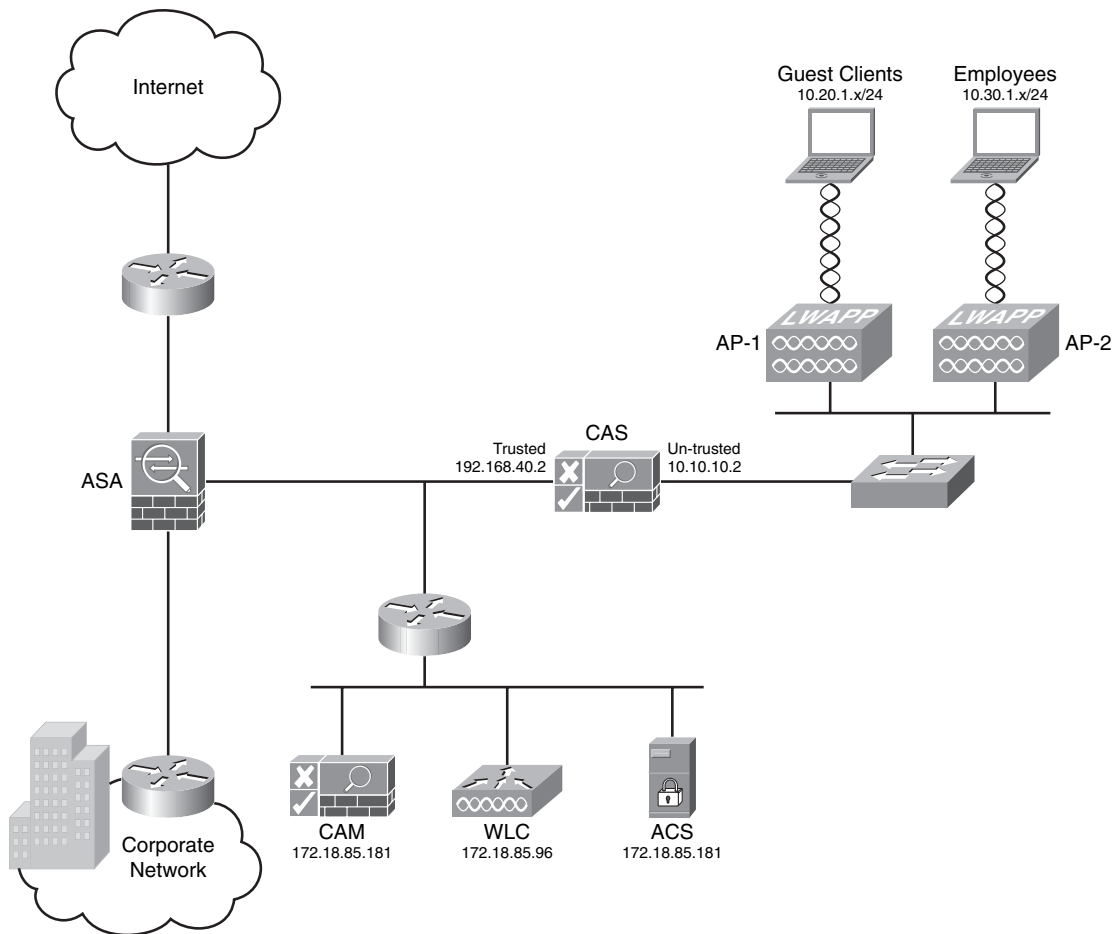 Internet
Guest Clients
10.20.1.x/24
Employees
10.30.1.x/24
LWAPP
LWAPP
AP-1
AP-2
CAS
Trusted
192.168.40.2
Un-trusted
10.10.10.2
ASA
CAM
172.18.85.181
WLC
172.18.85.96
ACS
172.18.85.181
Corporate
Network